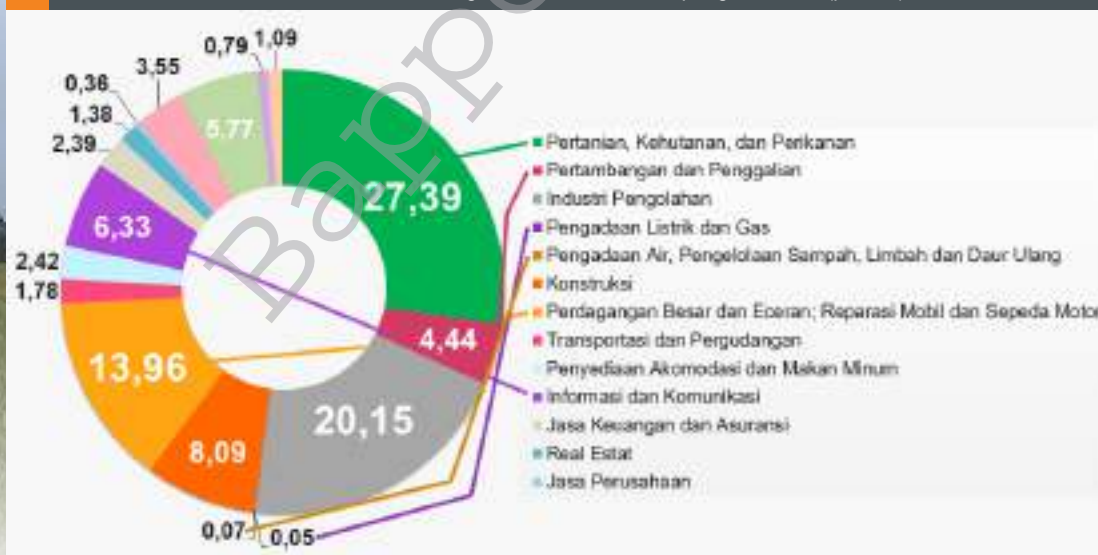 0,79
1,09
3,55
0,36
1,38
2,39
5,77
27,39
6,33
2,42
1,78
4,44
13,96
20,15
8,09
0,07
0,05
Pertanian, Kehutanan, dan Perikanan
Pertambangan dan Penggalian
Industri Pengolahan
Pengadaan Listrik dan Gas
Pengadaan Air, Pengelolaan Sampah, Limbah dan Daur Ulang
Konstruksi
Perdagangan Besar dan Eceran; Reparasi Mobil dan Sepeda Motor
Transportasi dan Pergudangan
Penyediaan Akomodasi dan Makan Minum
Informasi dan Komunikasi
Jasa Keuangan dan Asuransi
Real Estat
Jasa Perusahaan
Bapp